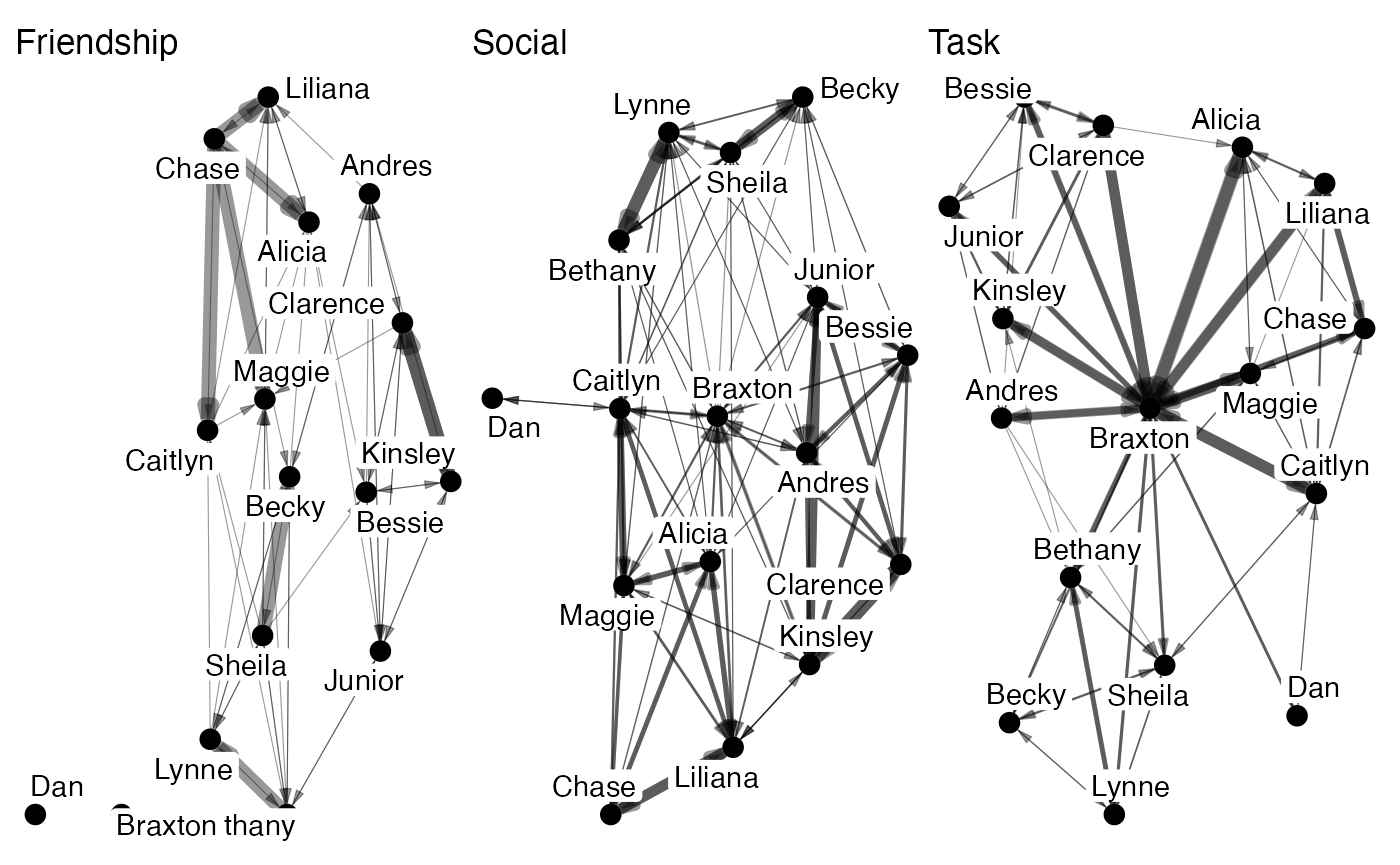 Friendship
Liliana
Chase
Andres
Alicia
Clarence
Maggie
Caitlyn
Kinsley
Becky
Bessie
Sheila
Junior
Lynne
Dan
Braxton thany
Social
Becky
Lynne
Sheila
Bethany
Junior
Bessie
Caitlyn
Braxton
Dan
Andres
Alicia
Clarence
Maggie
Kinsley
Liliana
Chase
Task
Bessie
Alicia
Clarence
Liliana
Junior
Kinsley
Chase
Andres
Maggie
Braxton
Caitlyn
Bethany
Dan
Becky
Sheila
Lynne